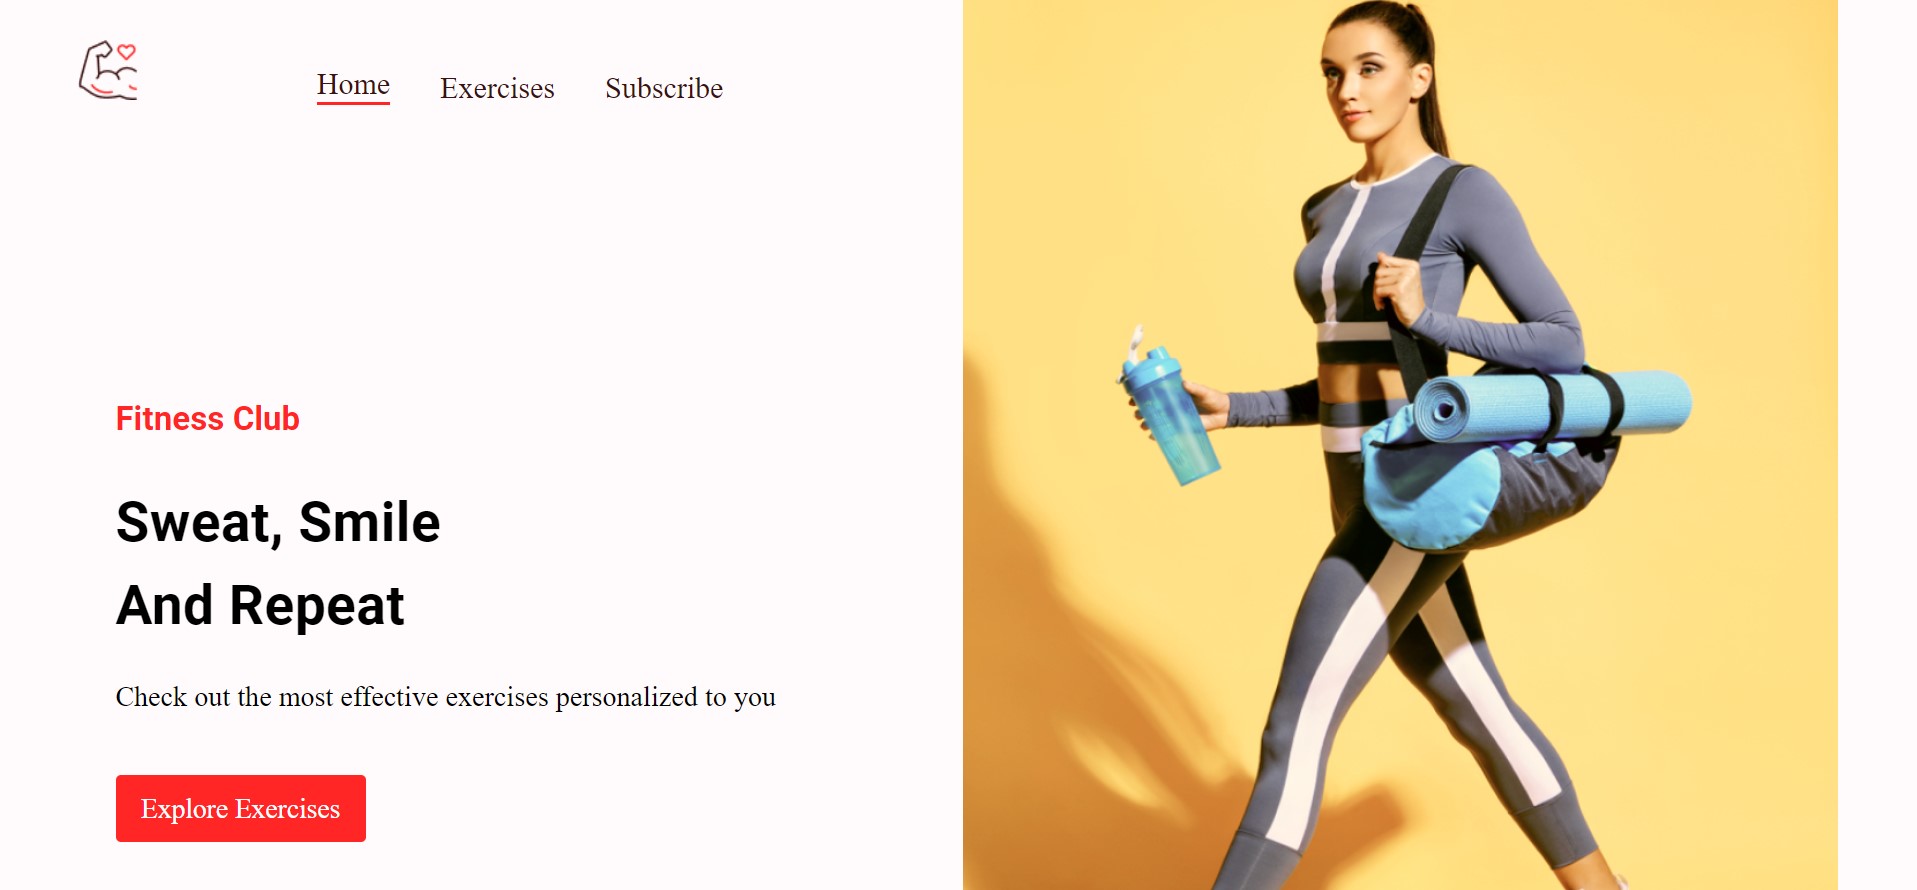 Home Exercises Subscribe
Fitness Club
Sweat, Smile
And Repeat
Check out the most effective exercises personalized to you
Explore Exercises